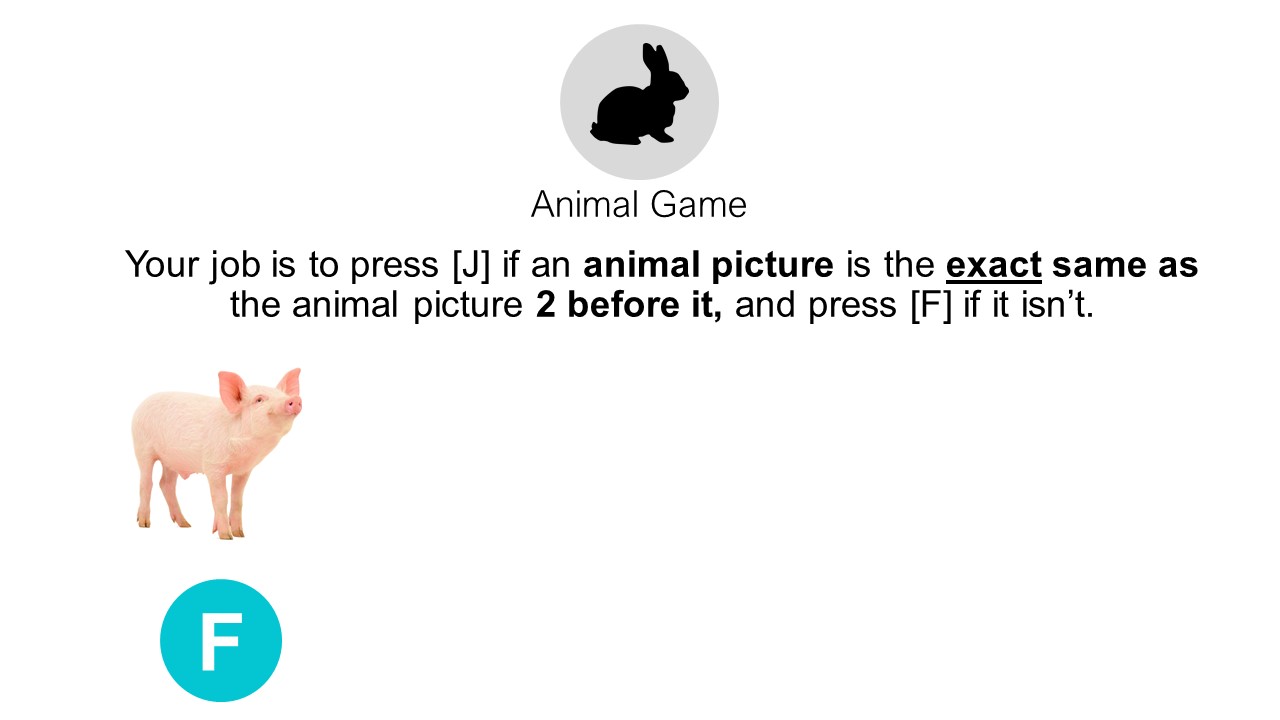 Animal Game
Your job is to press [J] if an animal picture is the exact same as
the animal picture 2 before it, and press [F] if it isn’t.
F